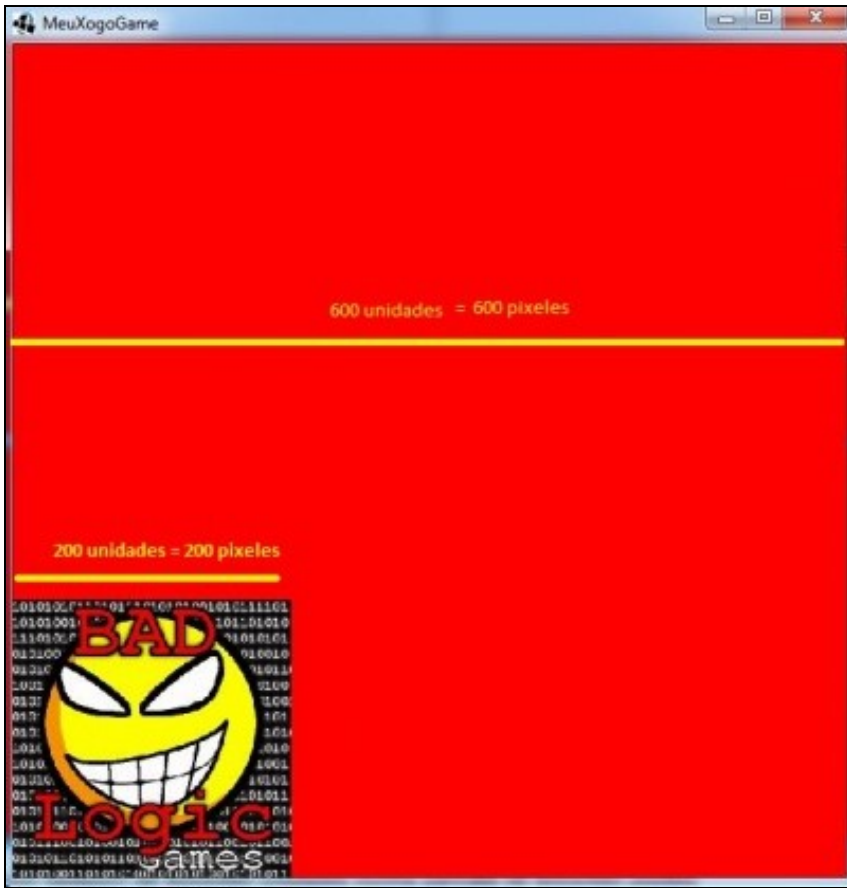 MeuXogoGame
600 unidades = 600 pixeles
200 unidades = 200 pixeles
BAD
Logic
Games